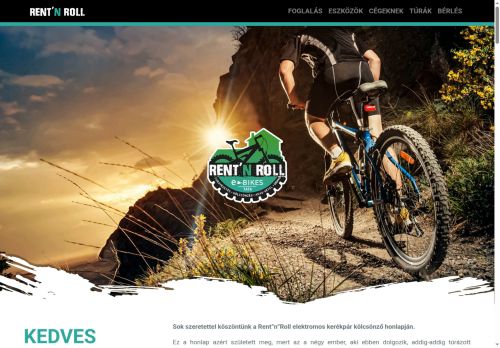 RENT'N ROLL
FOGLALÁS ESZKÖZÖK CÉGEKNEK TÚRÁK BÉRLÉS
RENT'N ROLL
e-BIKES
KEDVES
Sok szeretettel köszöntünk a Rent"n"Roll elektromos kerékpár kölcsönző honlapján.
Ez a honlap azért született meg, mert az a négy ember, aki ebben dolgozik, addig-addig túrázott